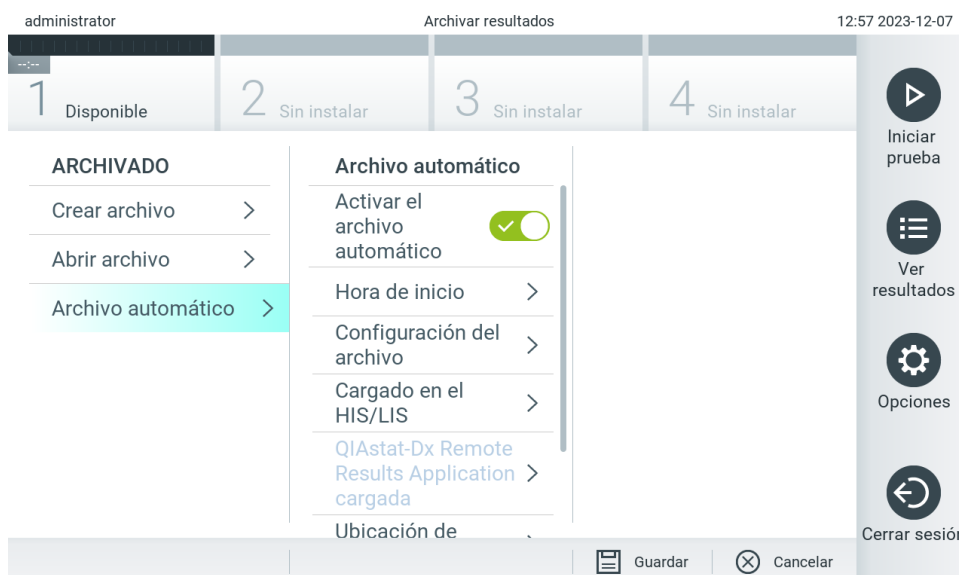 administrator
Archivar resultados
12:57 2023-12-07
--:--
1 Disponible
2 Sin instalar
3 Sin instalar
4 Sin instalar
ARCHIVADO
Crear archivo
Abrir archivo
Archivo automático
Archivo automático
Activar el
archivo
automático
Hora de inicio
Configuración del
archivo
Cargado en el
HIS/LIS
QIAstat-Dx Remote
Results Application
cargada
Ubicación de
Iniciar
prueba
Ver
resultados
Opciones
Cerrar sesión
Guardar
Cancelar